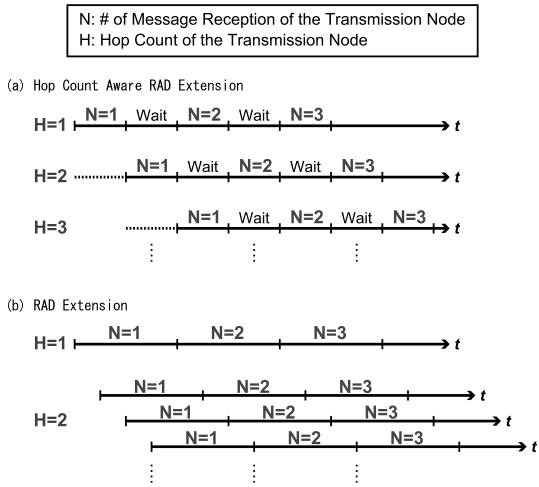 N: # of Message Reception of the Transmission Node
H: Hop Count of the Transmission Node
(a) Hop Count Aware RAD Extension
H=1 N=1 Wait N=2 Wait N=3 t
H=2 N=1 Wait N=2 Wait N=3 t
H=3 N=1 Wait N=2 Wait N=3 t
(b) RAD Extension
H=1 N=1 N=2 N=3 t
N=1 N=2 N=3 t
H=2 N=1 N=2 N=3 t
N=1 N=2 N=3 t